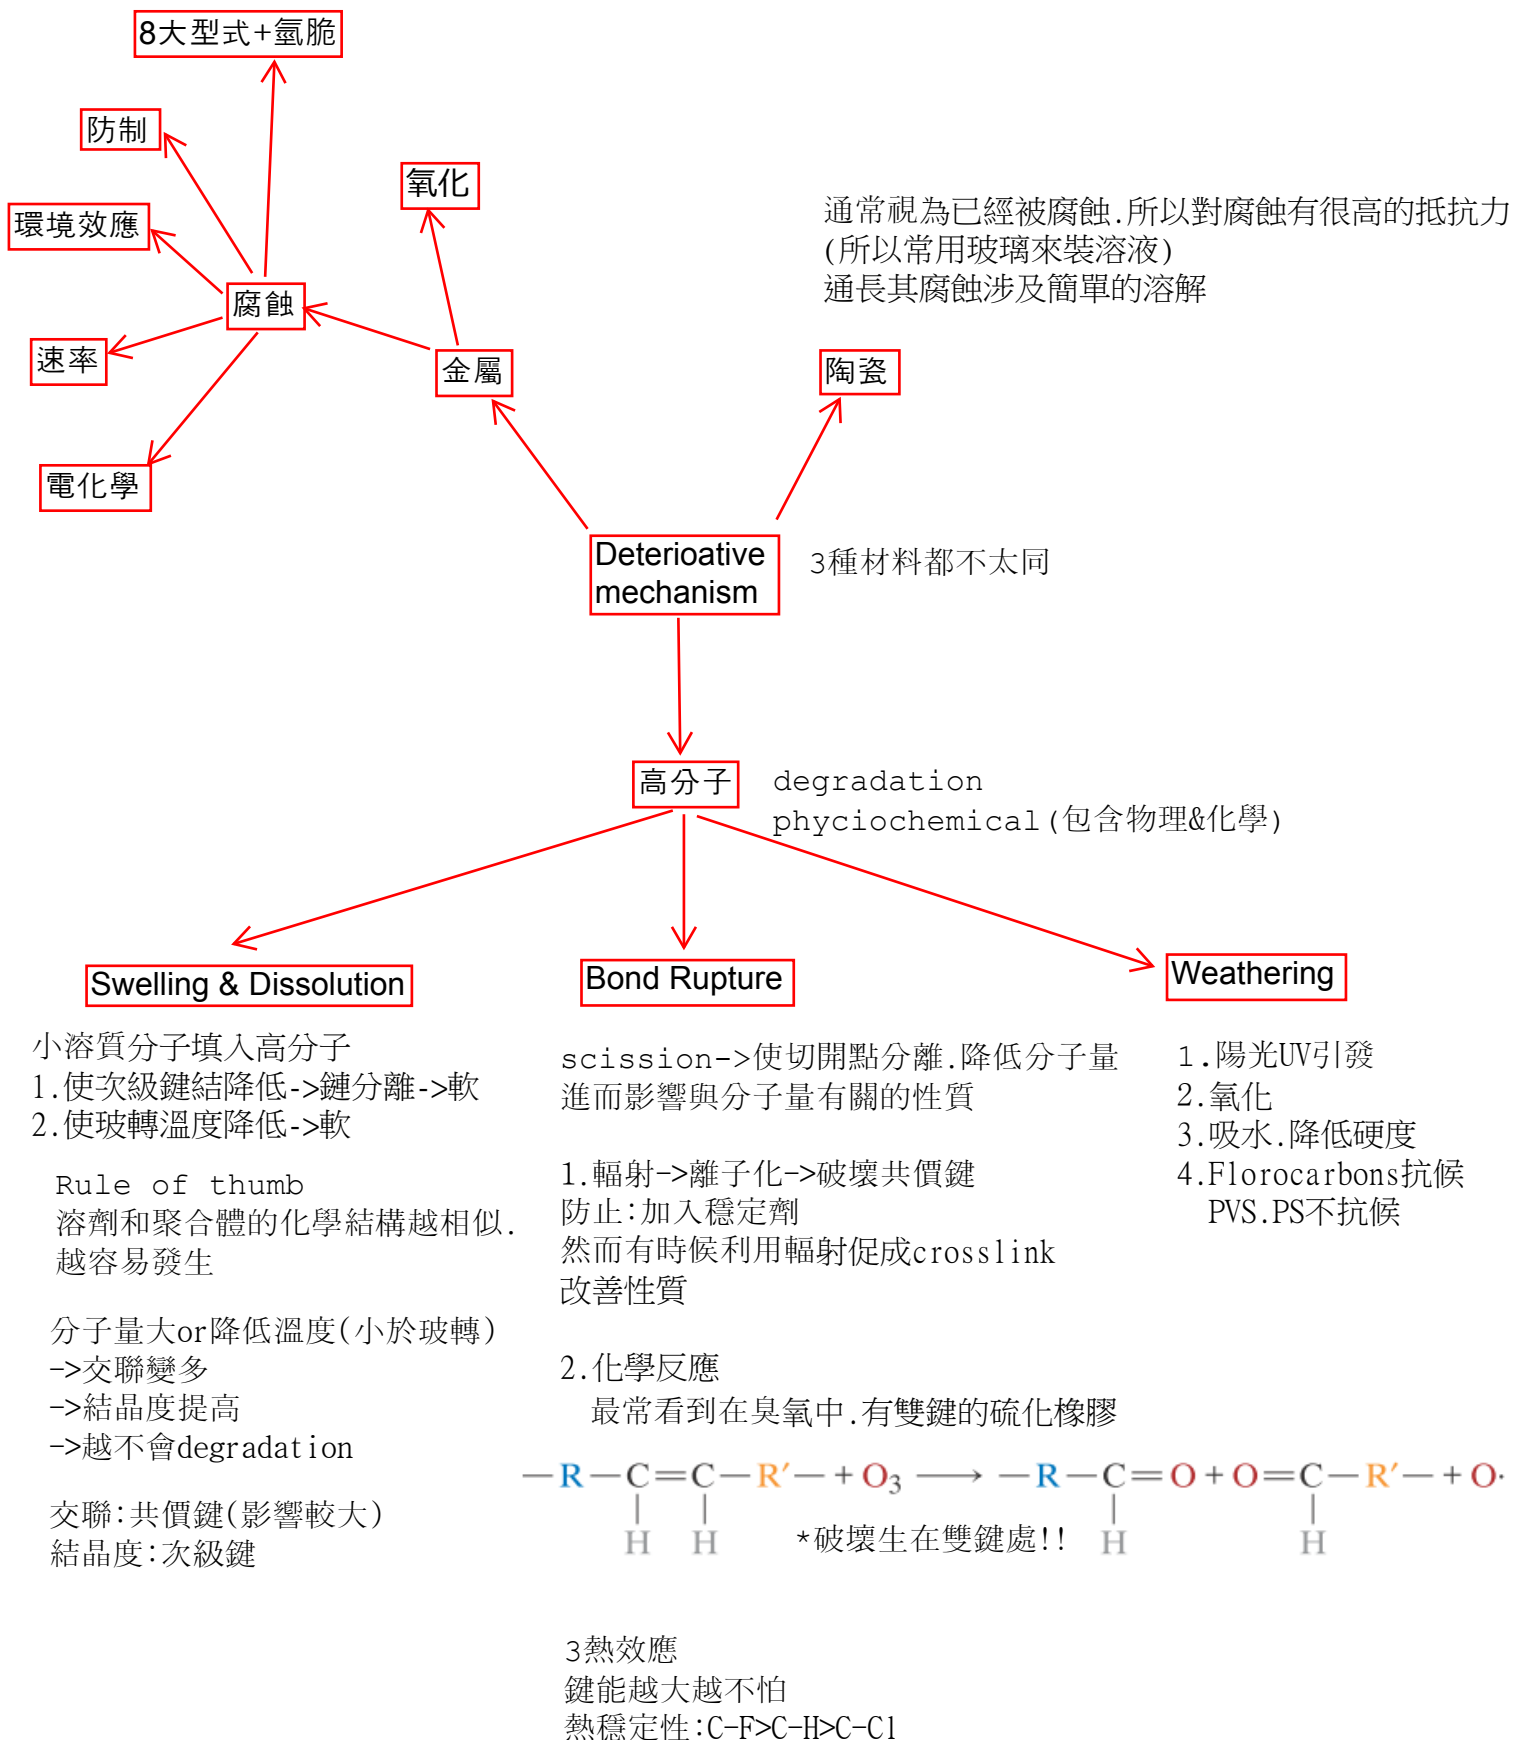 8大型式+氫脆
防制
氧化
環境效應
通常視為已經被腐蝕.所以對腐蝕有很高的抵抗力
(所以常用玻璃來裝溶液)
通長其腐蝕涉及簡單的溶解
腐蝕
速率
金屬
陶瓷
電化學
Deterioative
mechanism
3種材料都不太同
高分子
degradation
phyciochemical(包含物理&化學)
Swelling & Dissolution
小溶質分子填入高分子
1.使次級鍵結降低->鏈分離->軟
2.使玻轉溫度降低->軟
Rule of thumb
溶劑和聚合體的化學結構越相似.
越容易發生
分子量大or降低溫度(小於玻轉)
->交聯變多
->結晶度提高
->越不會degradation
交聯:共價鍵(影響較大)
結晶度:次級鍵
Bond Rupture
scission->使切開點分離.降低分子量
進而影響與分子量有關的性質
1.輻射->離子化->破壞共價鍵
防止:加入穩定劑
然而有時候利用輻射促成crosslink
改善性質
2.化學反應
最常看到在臭氧中.有雙鍵的硫化橡膠
—R—C=C—R′— + O₃ ⟶ —R—C=O + O=C—R′— + O·
H H H H
*破壞生在雙鍵處!!
3熱效應
鍵能越大越不怕
熱穩定性:C-F>C-H>C-Cl
Weathering
1.陽光UV引發
2.氧化
3.吸水.降低硬度
4.Florocarbons抗候
PVS.PS不抗候